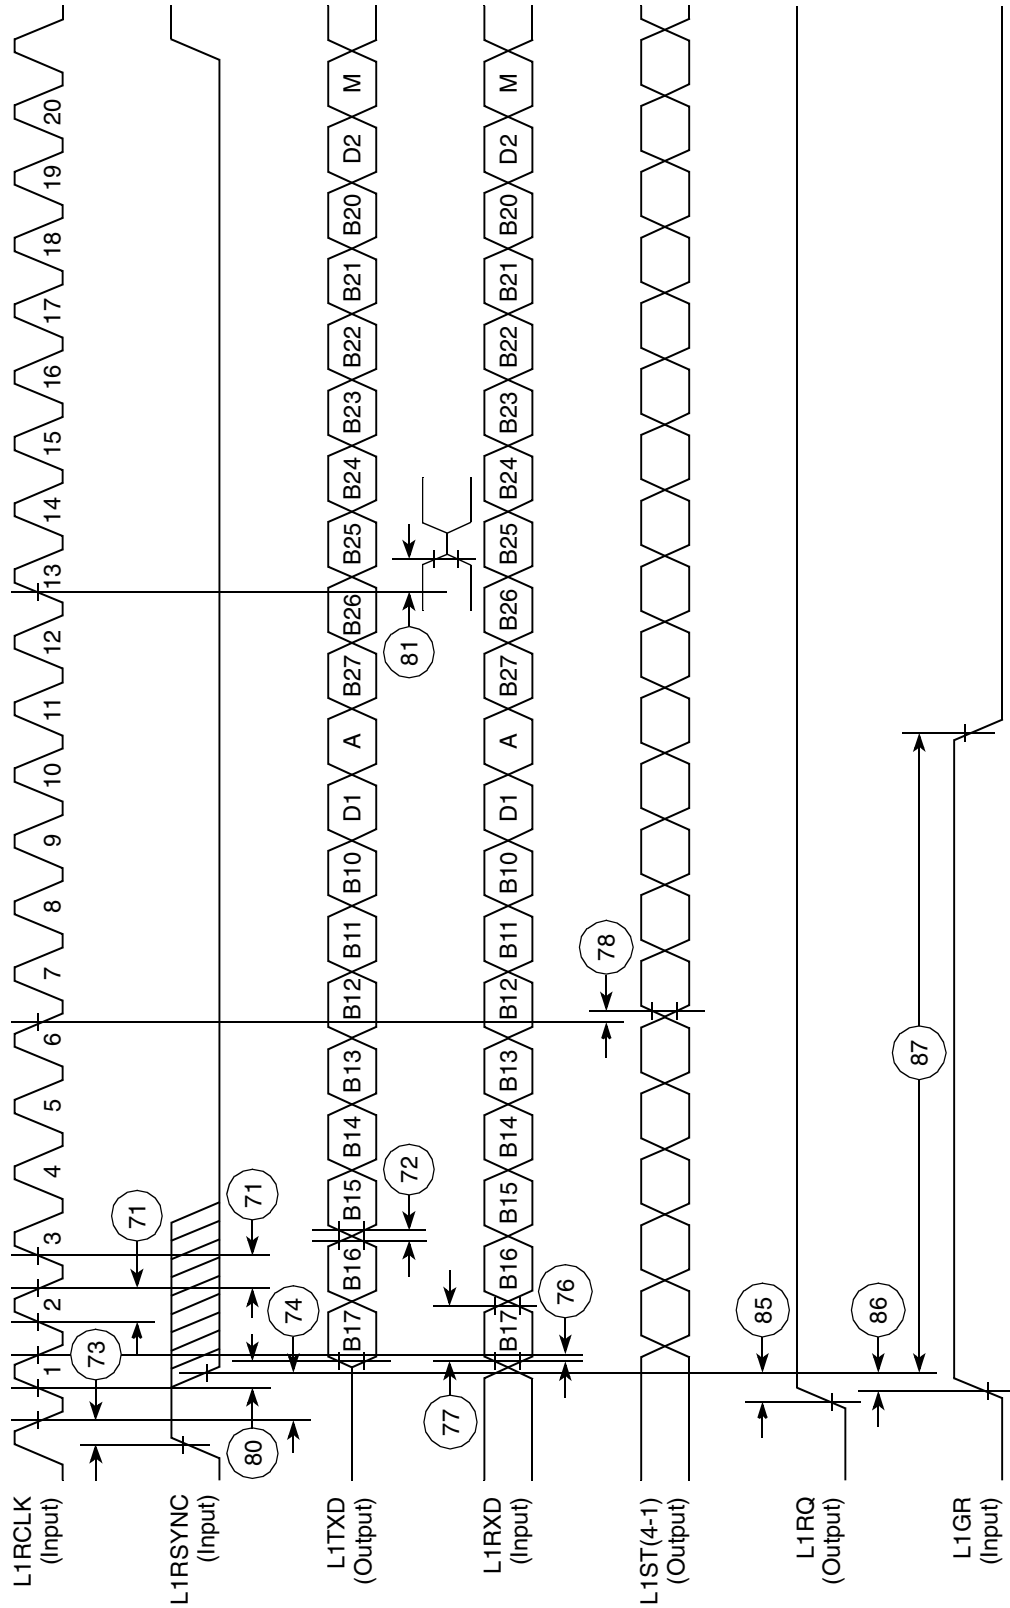 L1RCLK
(Input)
1 2 3 4 5 6 7 8 9 10 11 12 13 14 15 16 17 18 19 20
73
71
L1RSYNC
(Input)
80 71
74
L1TXD
(Output)
B17 B16 B15 B14 B13 B12 B11 B10 D1 A B27 B26 B25 B24 B23 B22 B21 B20 D2 M
72 81
77
L1RXD
(Input)
B17 B16 B15 B14 B13 B12 B11 B10 D1 A B27 B26 B25 B24 B23 B22 B21 B20 D2 M
76
78
L1ST(4-1)
(Output)
85
L1RQ
(Output)
86
87
L1GR
(Input)